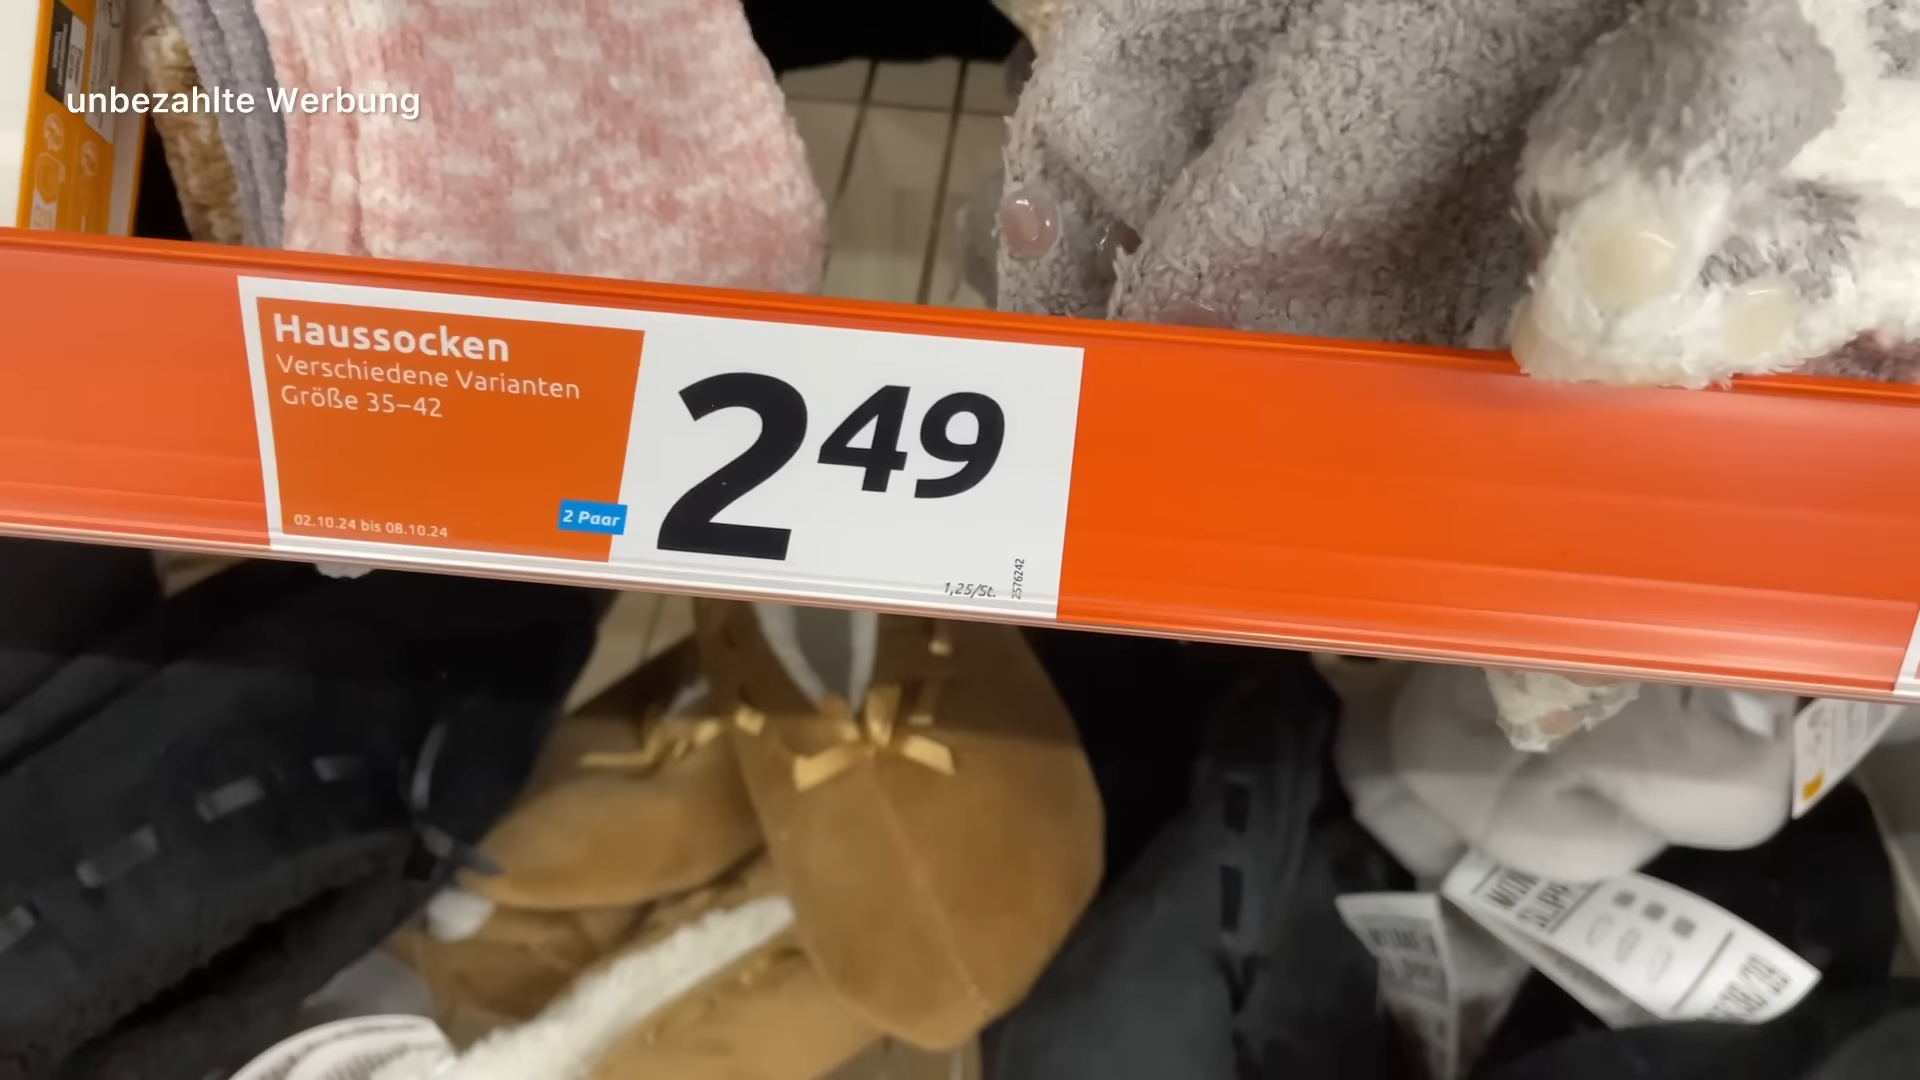 unbezahlte Werbung
Haussocken
Verschiedene Varianten
Größe 35–42
02.10.24 bis 08.10.24
2 Paar
2 49
1,25/St.
2576242